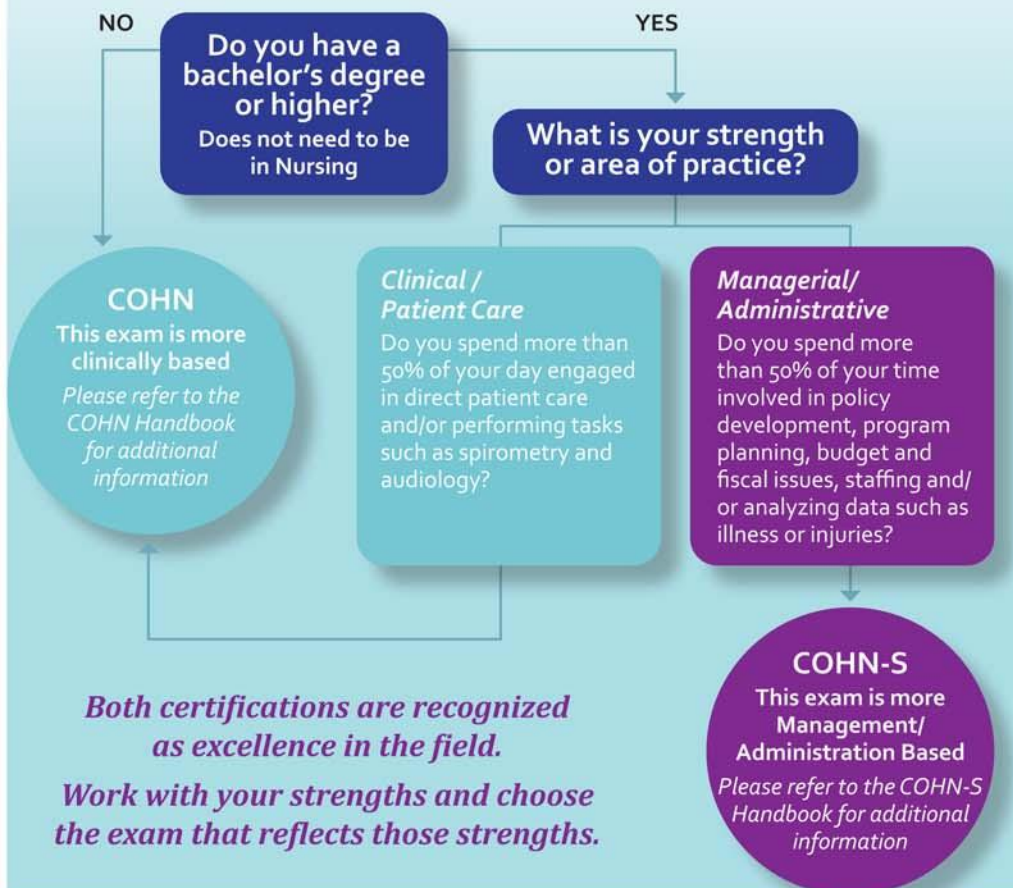 NO
YES
Do you have a
bachelor's degree
or higher?
Does not need to be
in Nursing
What is your strength
or area of practice?
COHN
This exam is more
clinically based
Please refer to the
COHN Handbook
for additional
information
Clinical /
Patient Care
Do you spend more than
50% of your day engaged
in direct patient care
and/or performing tasks
such as spirometry and
audiology?
Managerial/
Administrative
Do you spend more
than 50% of your time
involved in policy
development, program
planning, budget and
fiscal issues, staffing and/
or analyzing data such as
illness or injuries?
COHN-S
This exam is more
Management/
Administration Based
Please refer to the COHN-S
Handbook for additional
information
Both certifications are recognized
as excellence in the field.
Work with your strengths and choose
the exam that reflects those strengths.